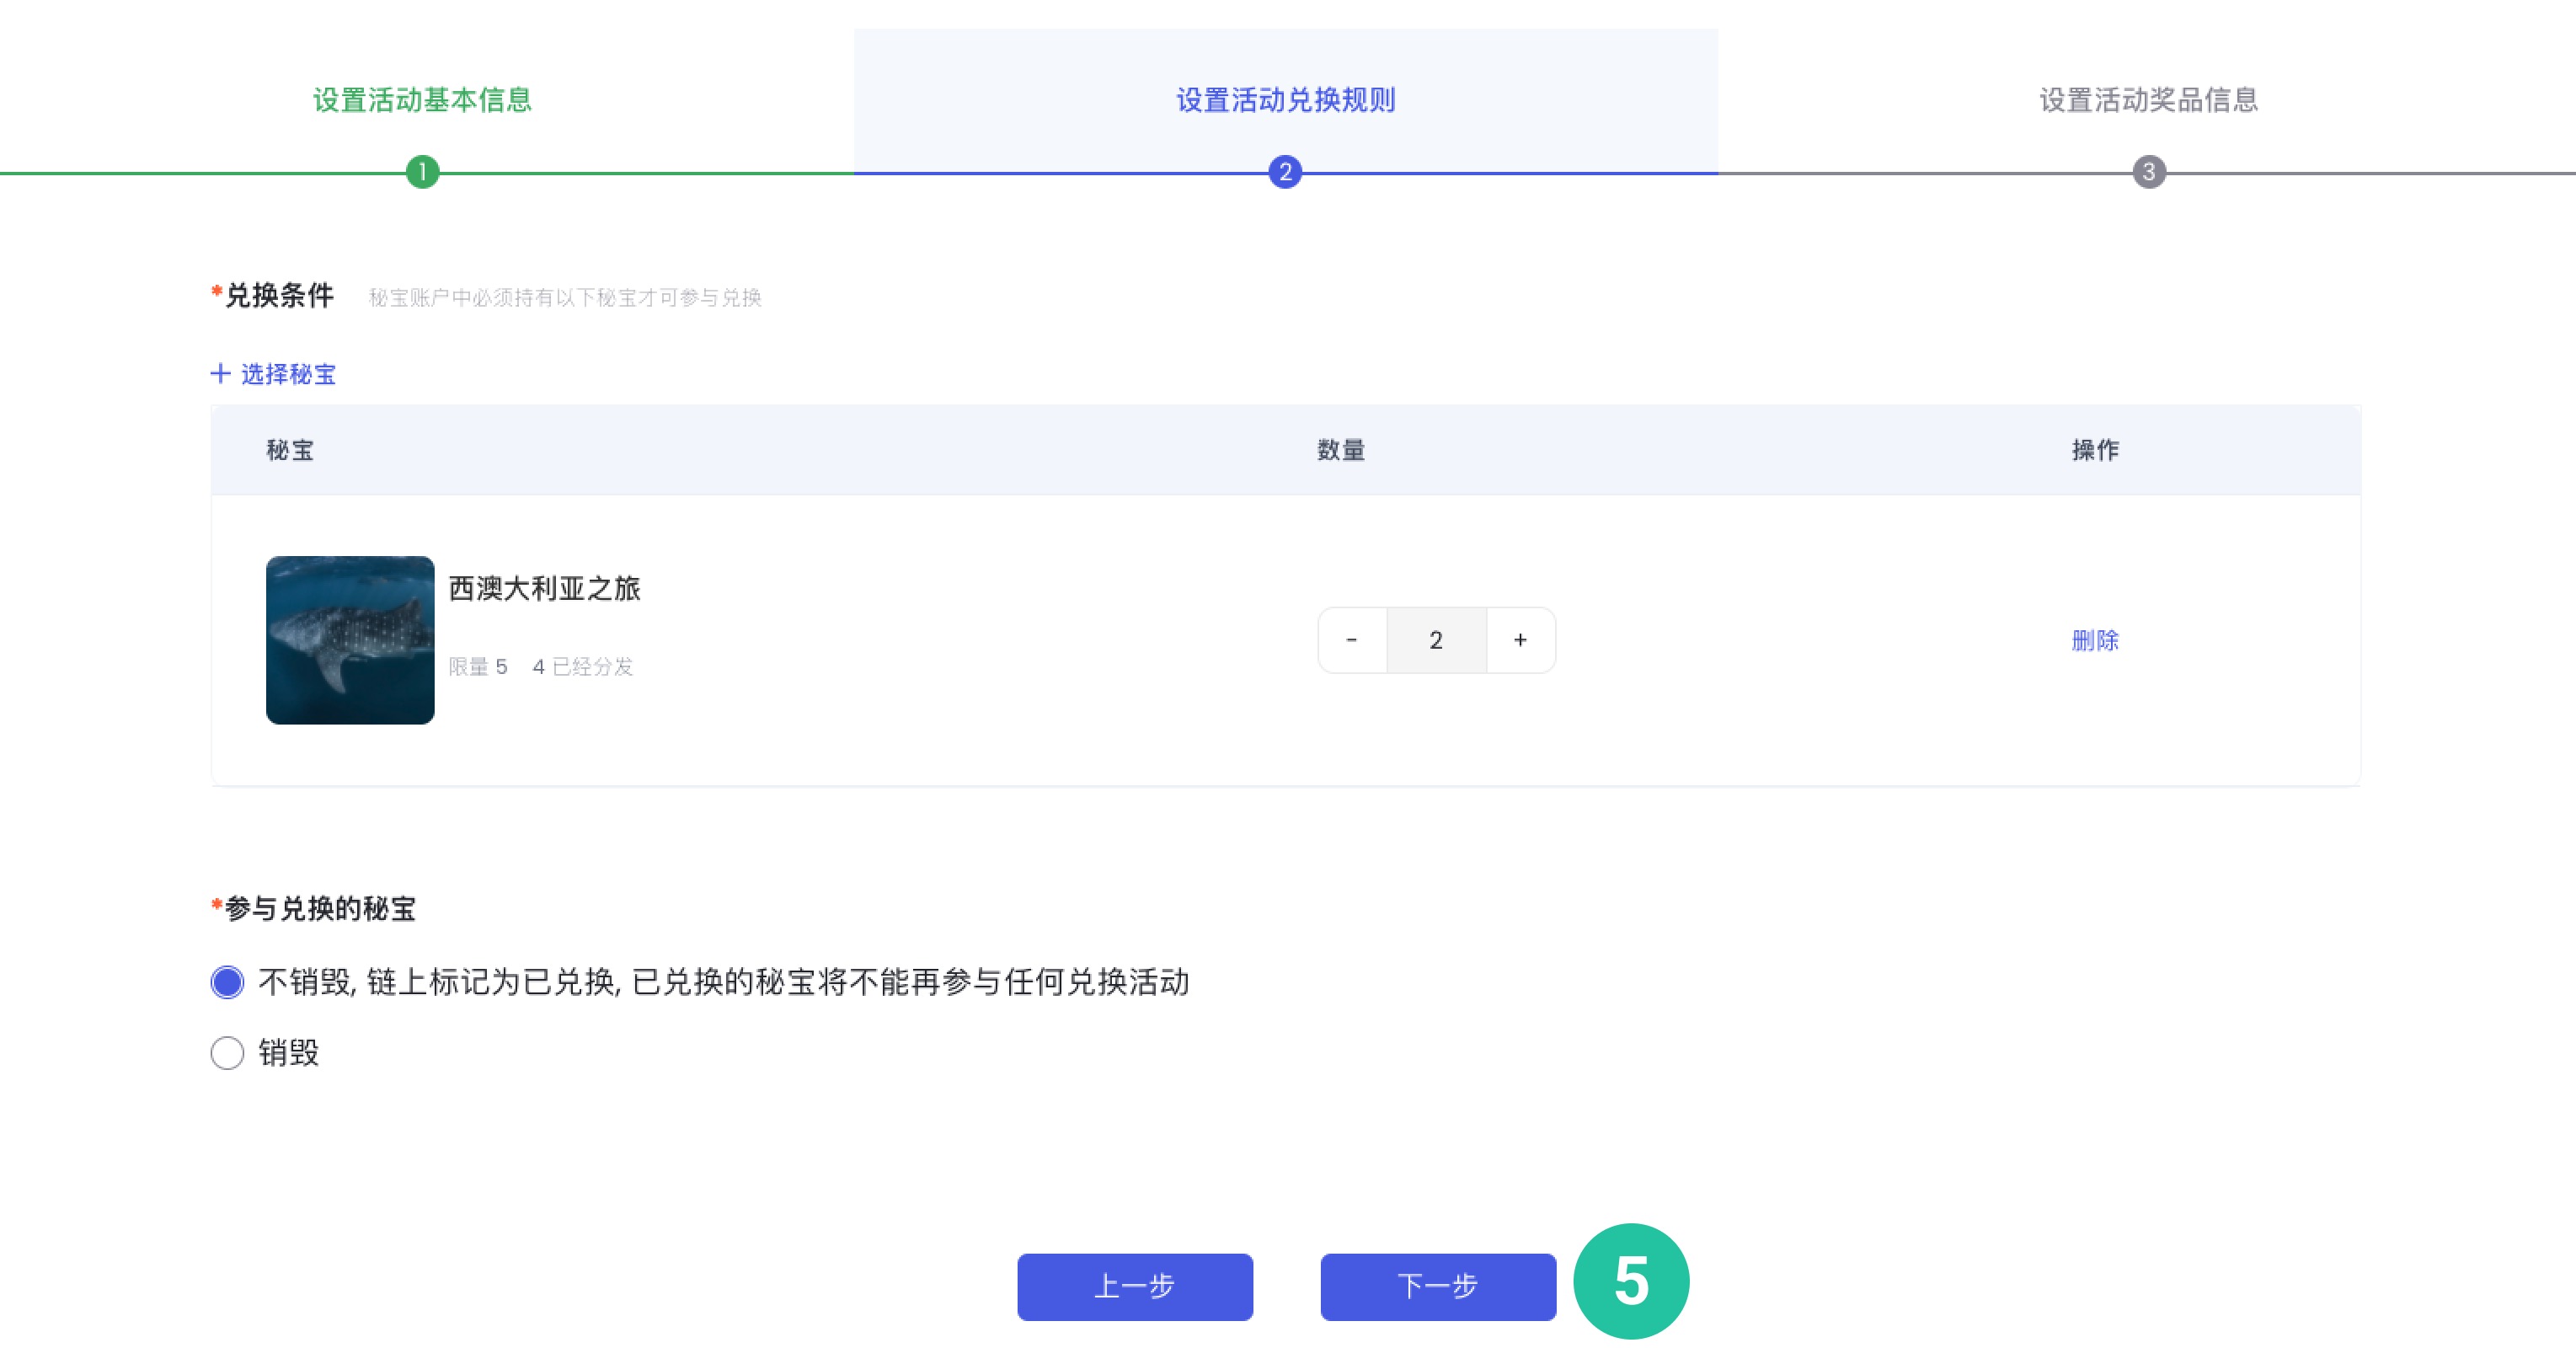 设置活动基本信息
设置活动兑换规则
设置活动奖品信息
1
2
3
*兑换条件 秘宝账户中必须持有以下秘宝才可参与兑换
+ 选择秘宝
秘宝 数量 操作
西澳大利亚之旅
限量 5 4 已经分发
- 2 +
删除
*参与兑换的秘宝
不销毁, 链上标记为已兑换, 已兑换的秘宝将不能再参与任何兑换活动
销毁
上一步
下一步
5